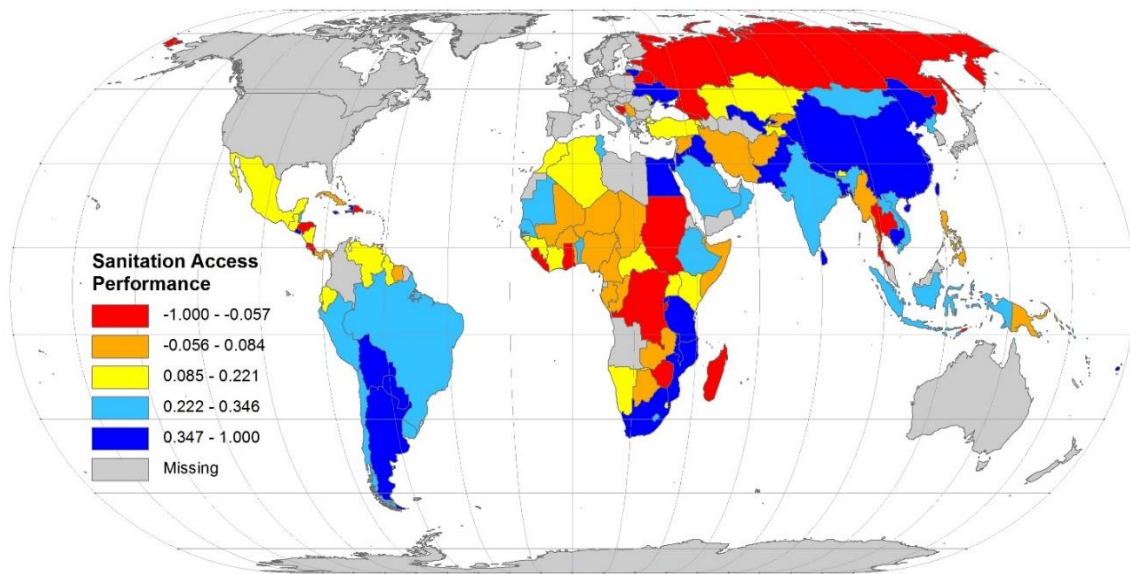 Sanitation Access
Performance
-1.000 - -0.057
-0.056 - 0.084
0.085 - 0.221
0.222 - 0.346
0.347 - 1.000
Missing